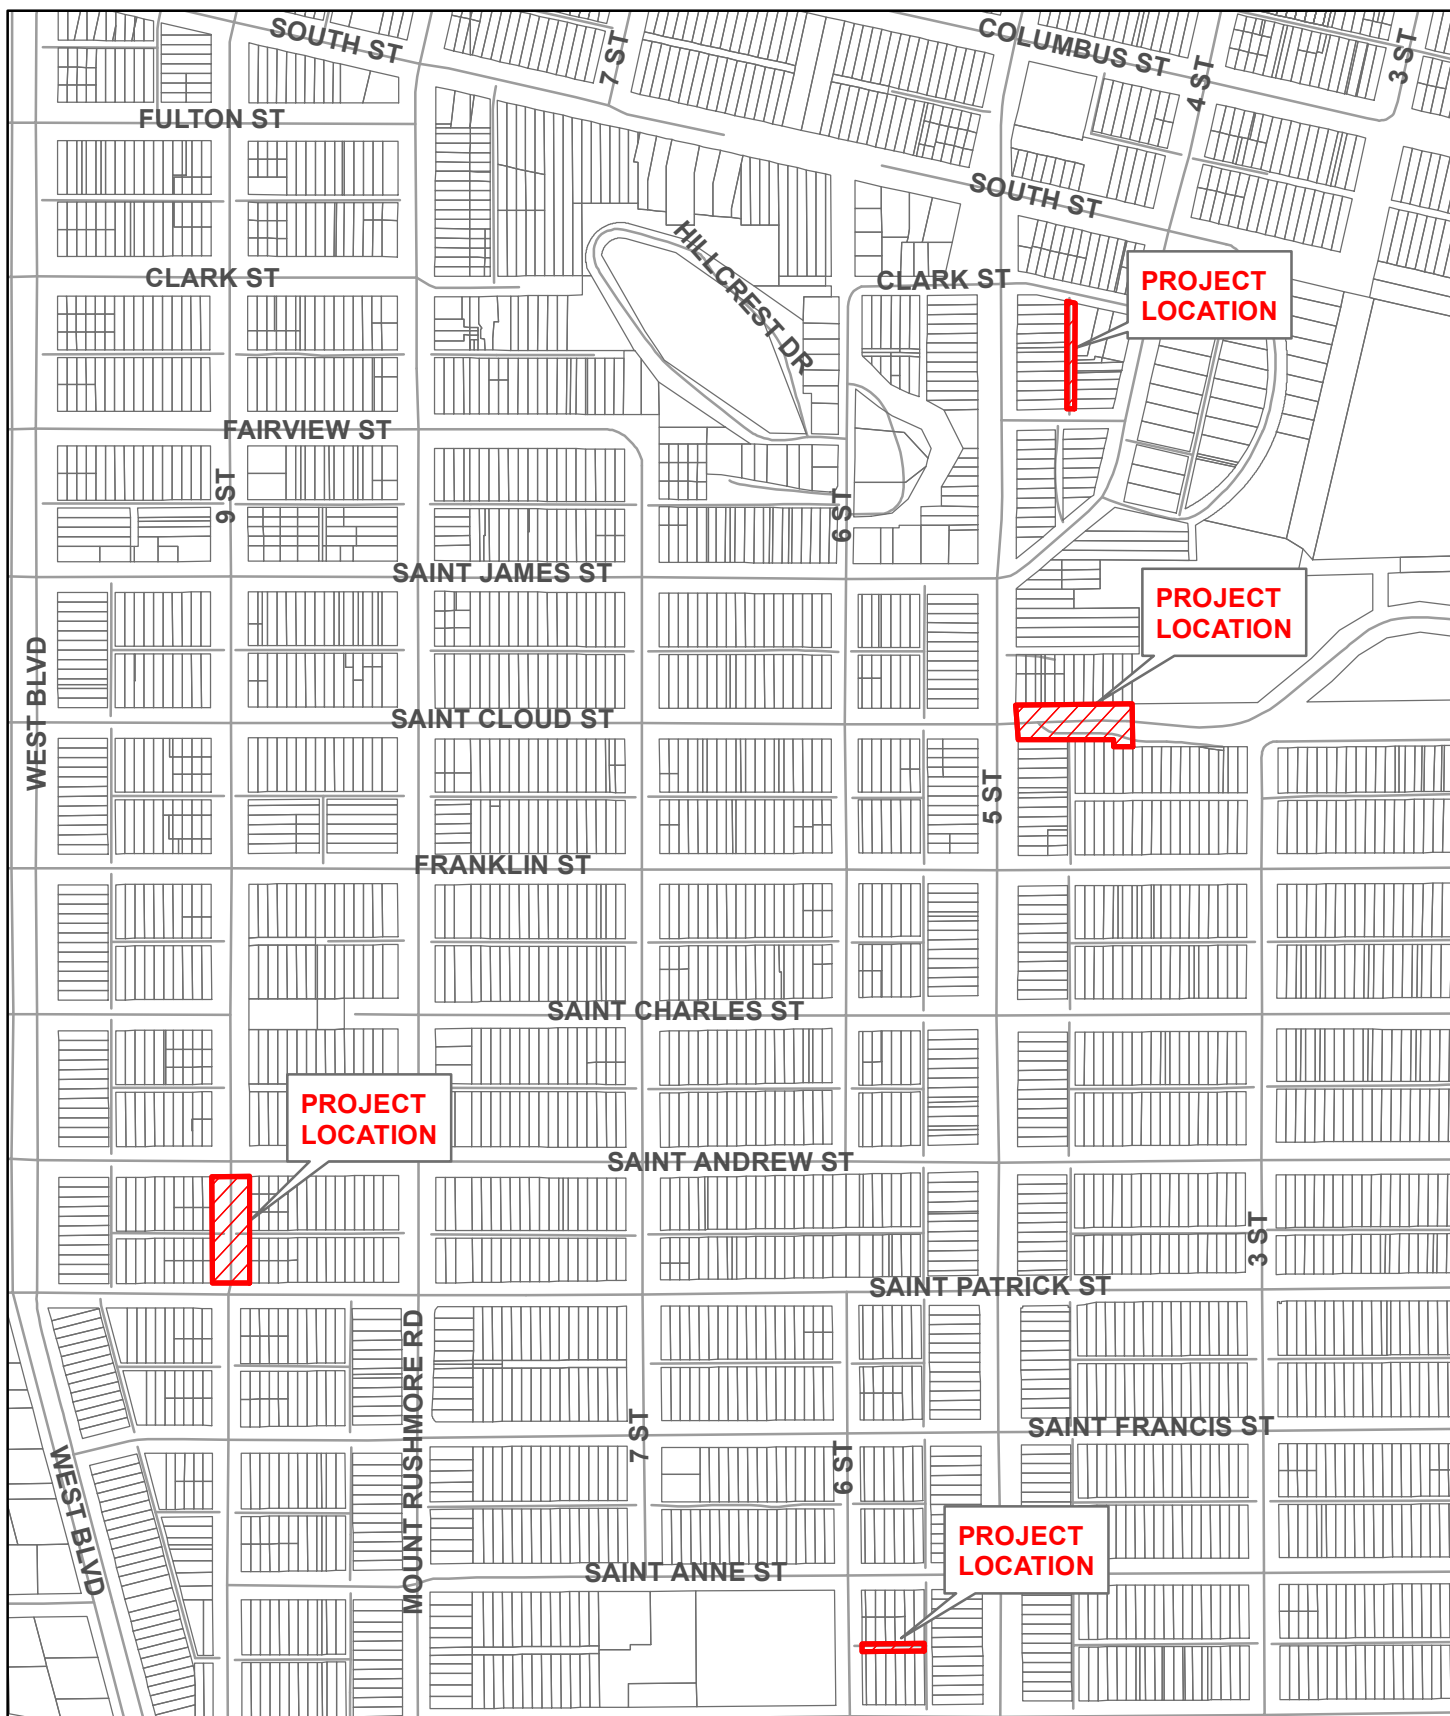 SOUTH ST
7 ST
COLUMBUS ST
4 ST
3 ST
FULTON ST
SOUTH ST
HILLCREST DR
CLARK ST
CLARK ST
PROJECT
LOCATION
FAIRVIEW ST
9 ST
6 ST
SAINT JAMES ST
PROJECT
LOCATION
WEST BLVD
SAINT CLOUD ST
5 ST
FRANKLIN ST
SAINT CHARLES ST
PROJECT
LOCATION
SAINT ANDREW ST
3 ST
SAINT PATRICK ST
MOUNT RUSHMORE RD
7 ST
6 ST
SAINT FRANCIS ST
WEST BLVD
PROJECT
LOCATION
SAINT ANNE ST